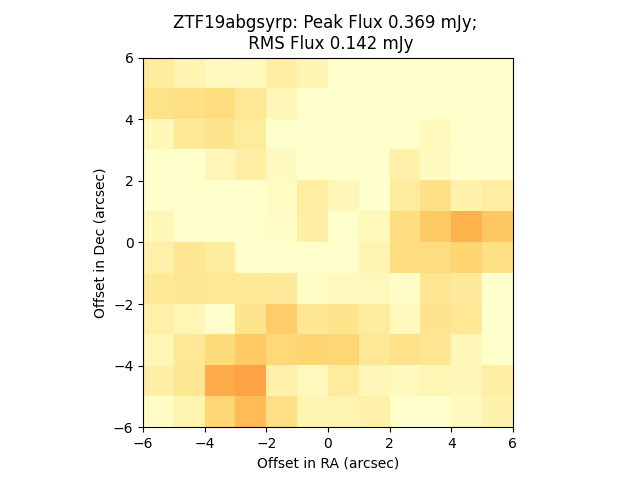 ZTF19abgsyrp: Peak Flux 0.369 mJy;
RMS Flux 0.142 mJy
6
4
2
0
−2
−4
−6
Offset in Dec (arcsec)
−6 −4 −2 0 2 4 6
Offset in RA (arcsec)